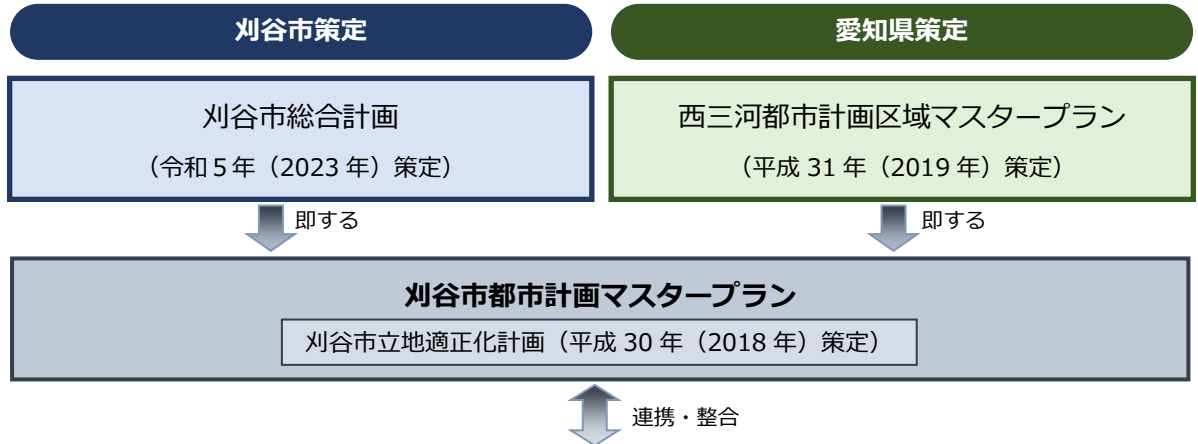 刈谷市策定
愛知県策定
刈谷市総合計画
（令和５年（2023 年）策定）
西三河都市計画区域マスタープラン
（平成 31 年（2019 年）策定）
即する
即する
刈谷市都市計画マスタープラン
刈谷市立地適正化計画（平成 30 年（2018 年）策定）
連携・整合